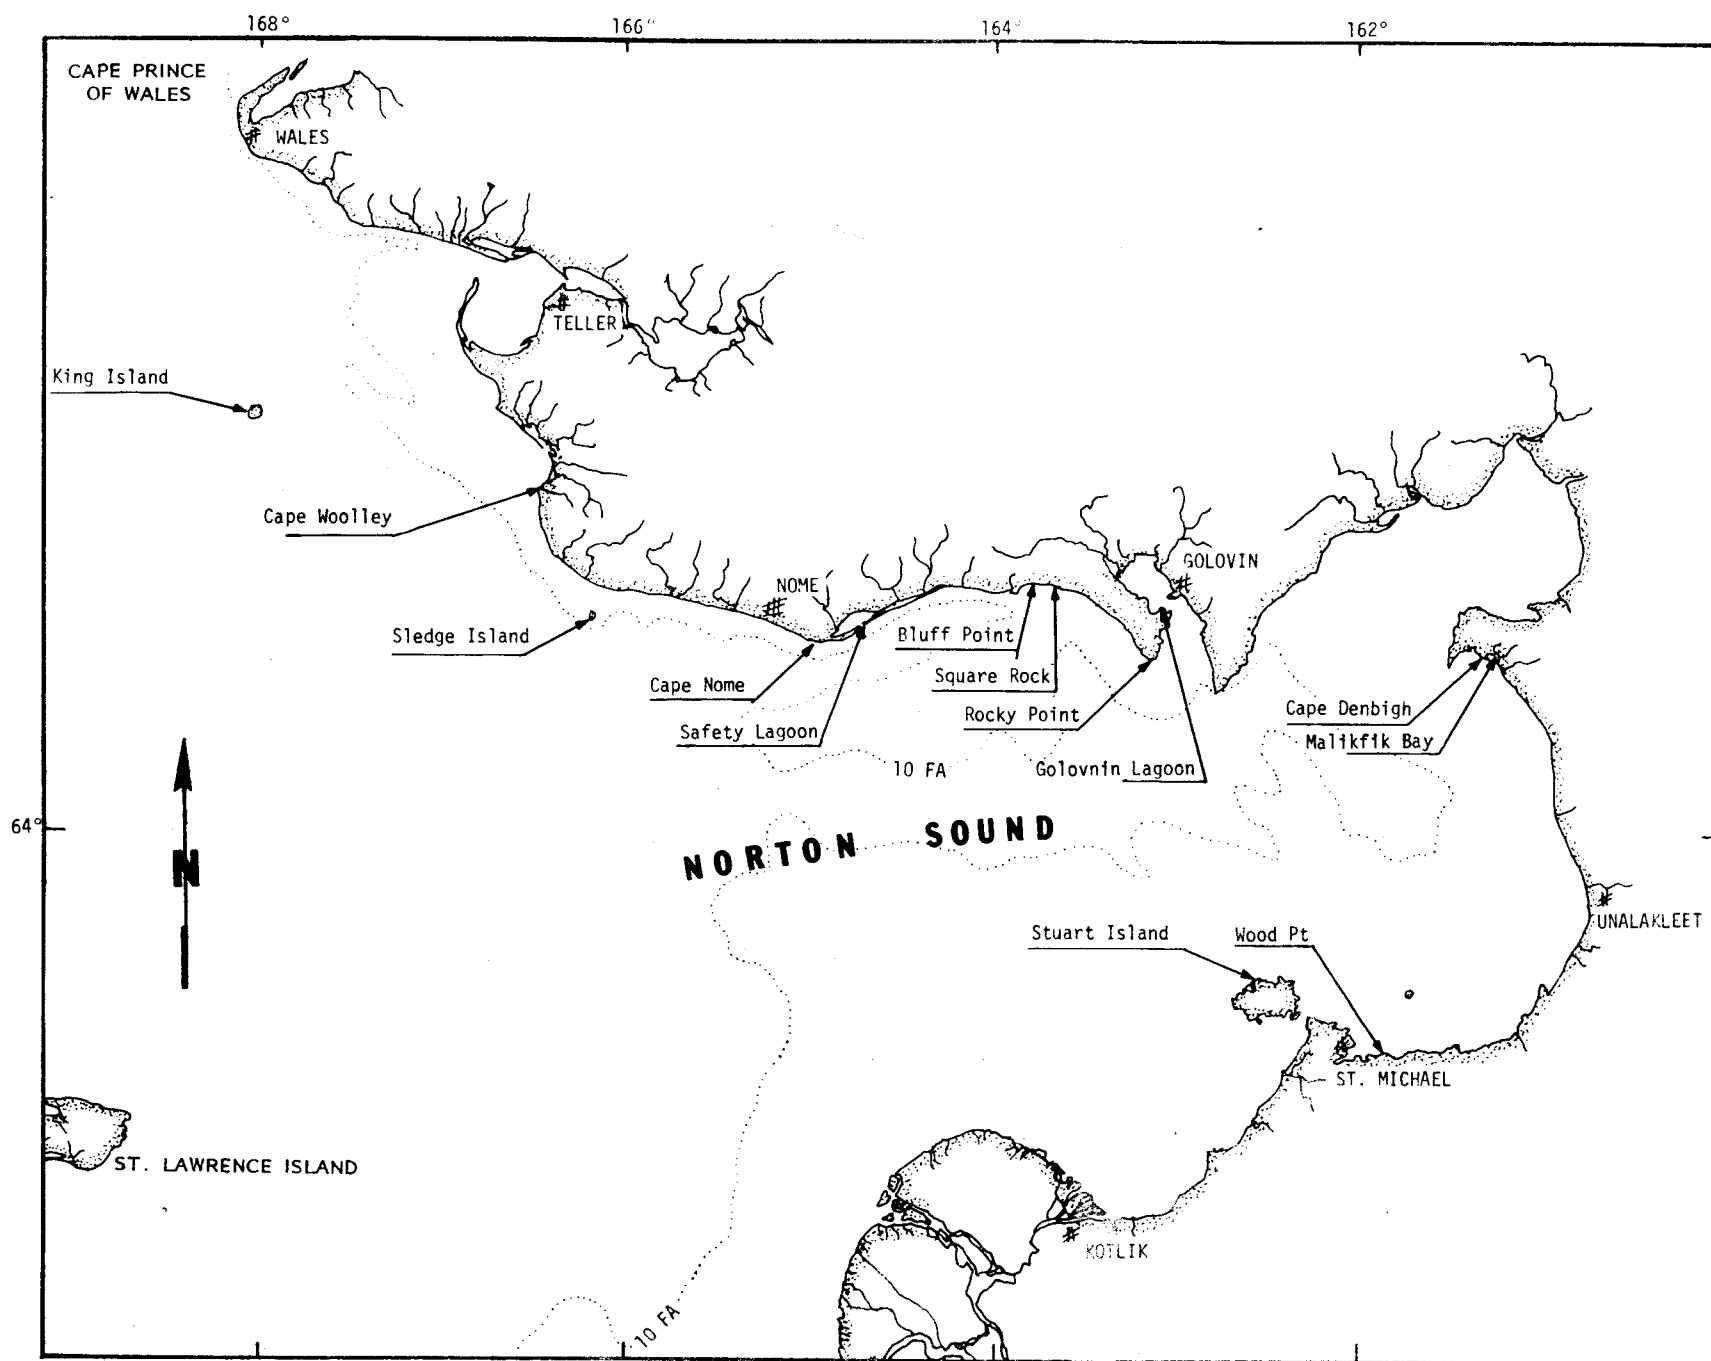 168°
166°
164°
162°
CAPE PRINCE
OF WALES
WALES
TELLER
King Island
Cape Woolley
GOLOVIN
NOME
Sledge Island
Bluff Point
Square Rock
Cape Nome
Rocky Point
Cape Denbigh
Safety Lagoon
Malikfik Bay
10 FA
Golovnin Lagoon
64°
NORTON SOUND
N
UNALAKLEET
Stuart Island
Wood Pt
ST. MICHAEL
ST. LAWRENCE ISLAND
KOTLIK
10 FA